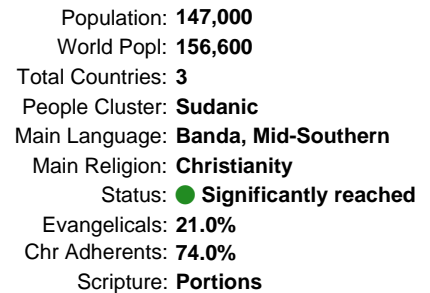 Population: 147,000
World Popl: 156,600
Total Countries: 3
People Cluster: Sudanic
Main Language: Banda, Mid-Southern
Main Religion: Christianity
Status: Significantly reached
Evangelicals: 21.0%
Chr Adherents: 74.0%
Scripture: Portions